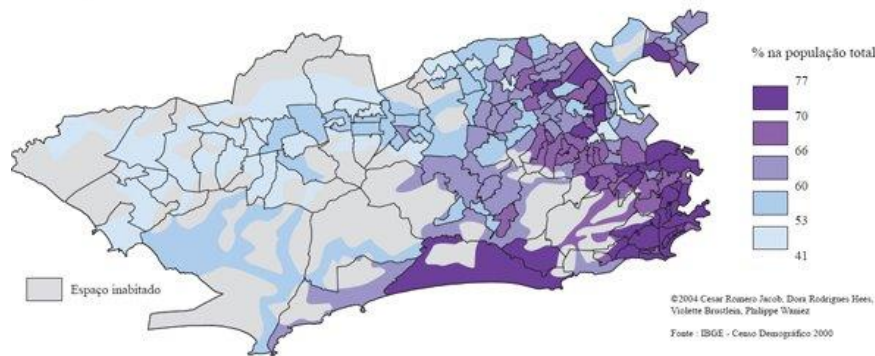 % na população total
77
70
66
60
53
41
Espaço inabitado
©2004 Cesar Romero Jacob, Dora Rodrigues Hees,
Violette Brustlein, Philippe Waniez
Fonte : IBGE - Censo Demográfico 2000